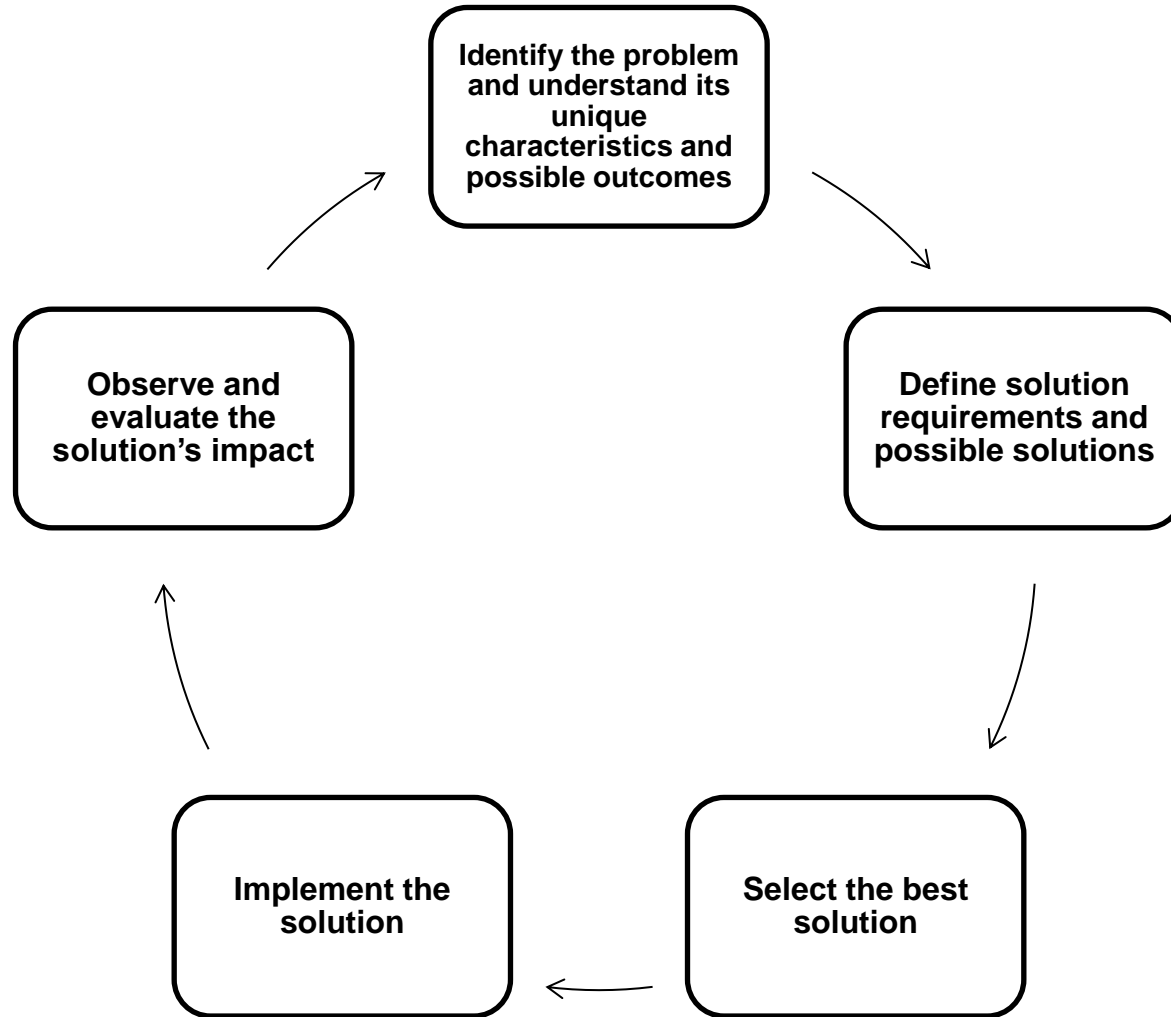 Identify the problem
and understand its
unique
characteristics and
possible outcomes
Define solution
requirements and
possible solutions
Select the best
solution
Implement the
solution
Observe and
evaluate the
solution’s impact